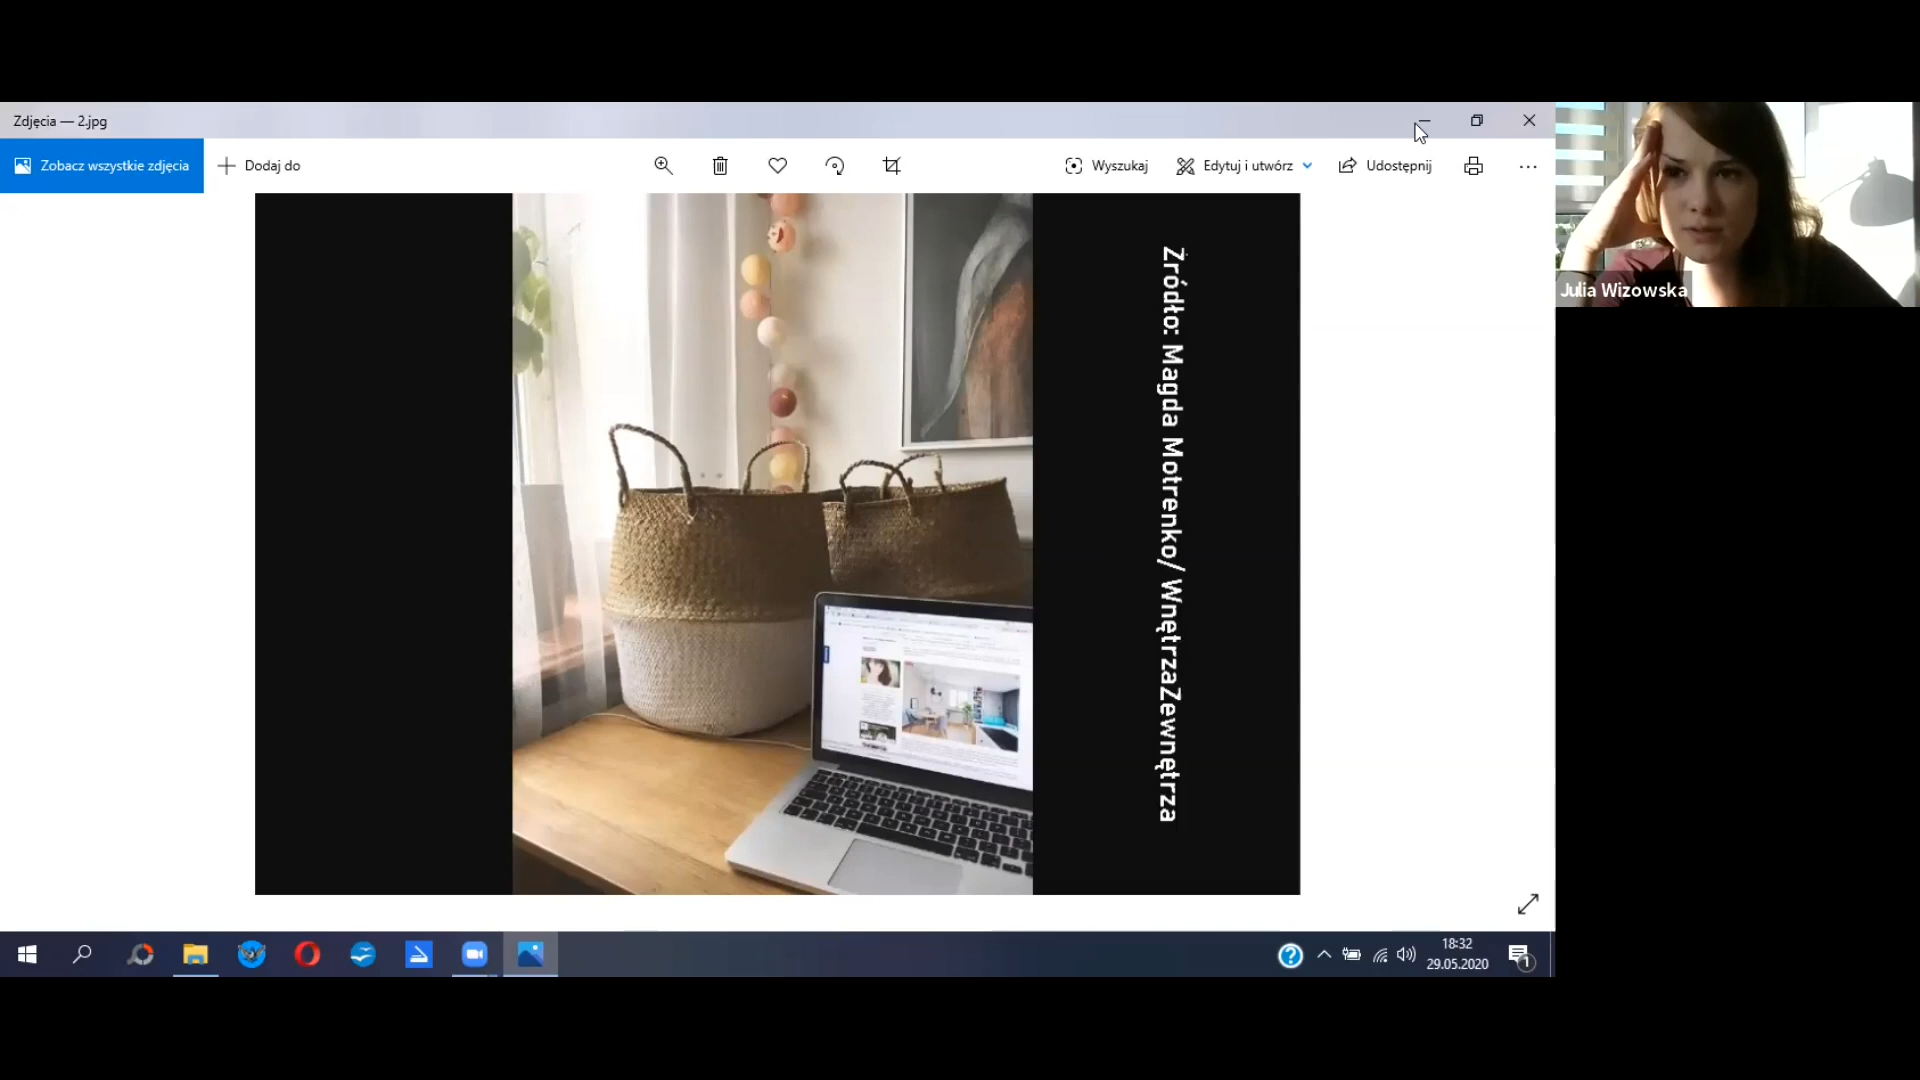 Zdjęcia — 2.jpg
Zobacz wszystkie zdjęcia
Dodaj do
Wyszukaj
Edytuj i utwórz
Udostępnij
Źródło: Magda Motrenko/ WnętrzaZewnętrza
Julia Wizowska
18:32
29.05.2020
1